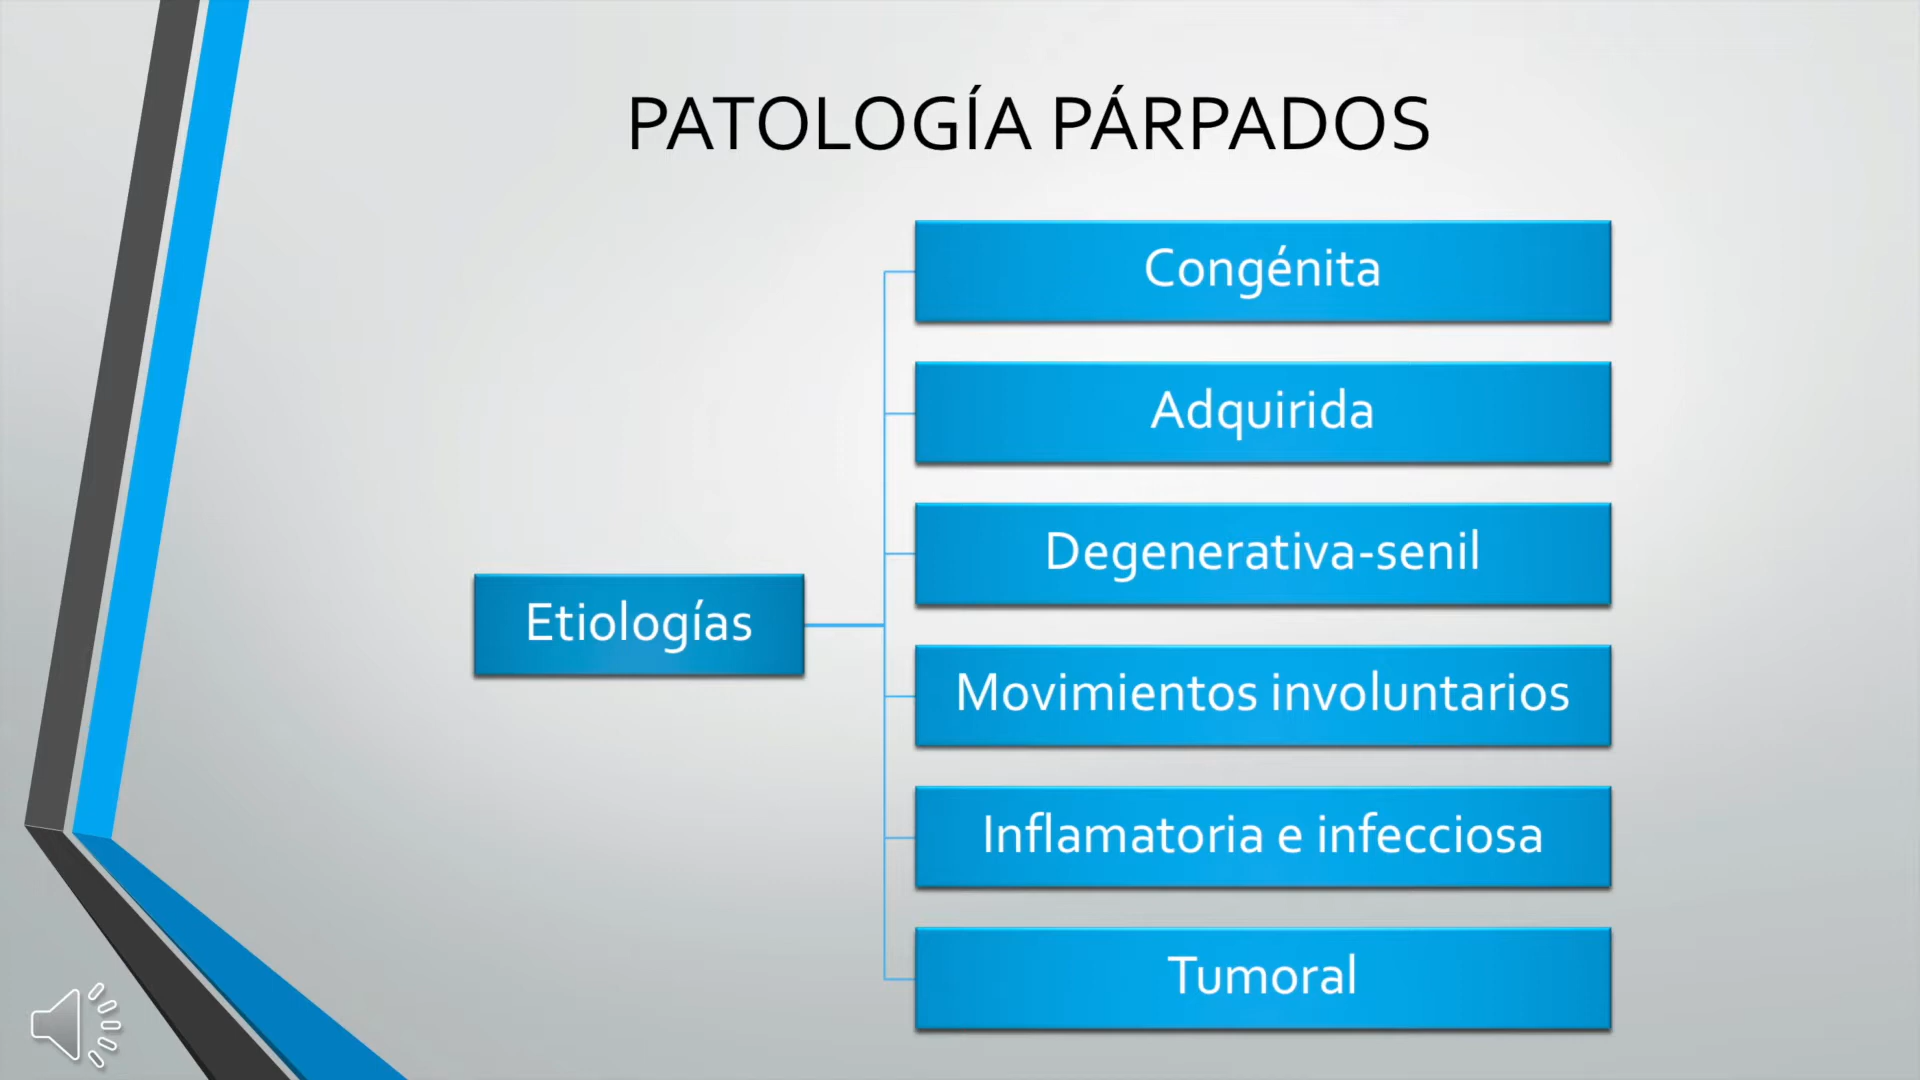 PATOLOGÍA PÁRPADOS
Etiologías
Congénita
Adquirida
Degenerativa-senil
Movimientos involuntarios
Inflamatoria e infecciosa
Tumoral